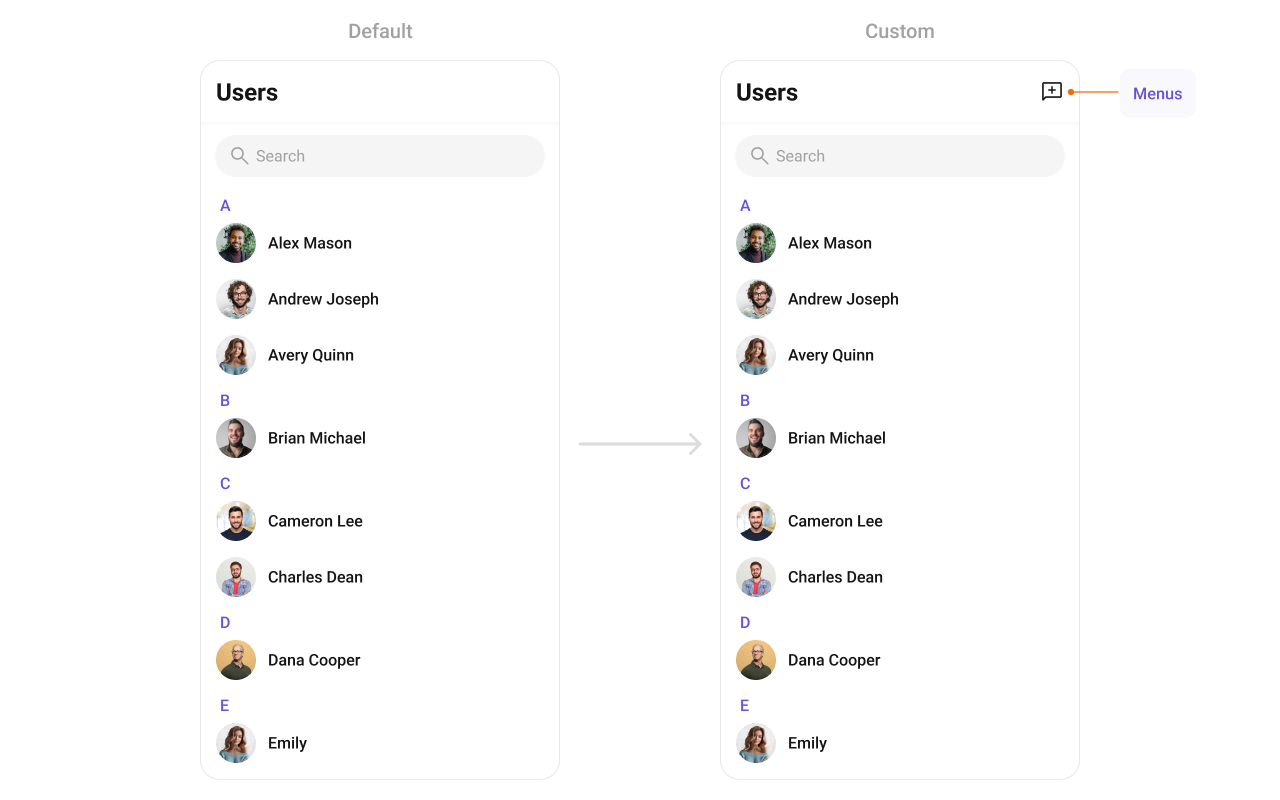 Default
Users
Search
A
Alex Mason
Andrew Joseph
Avery Quinn
B
Brian Michael
C
Cameron Lee
Charles Dean
D
Dana Cooper
E
Emily
Custom
Users
Menus
Search
A
Alex Mason
Andrew Joseph
Avery Quinn
B
Brian Michael
C
Cameron Lee
Charles Dean
D
Dana Cooper
E
Emily